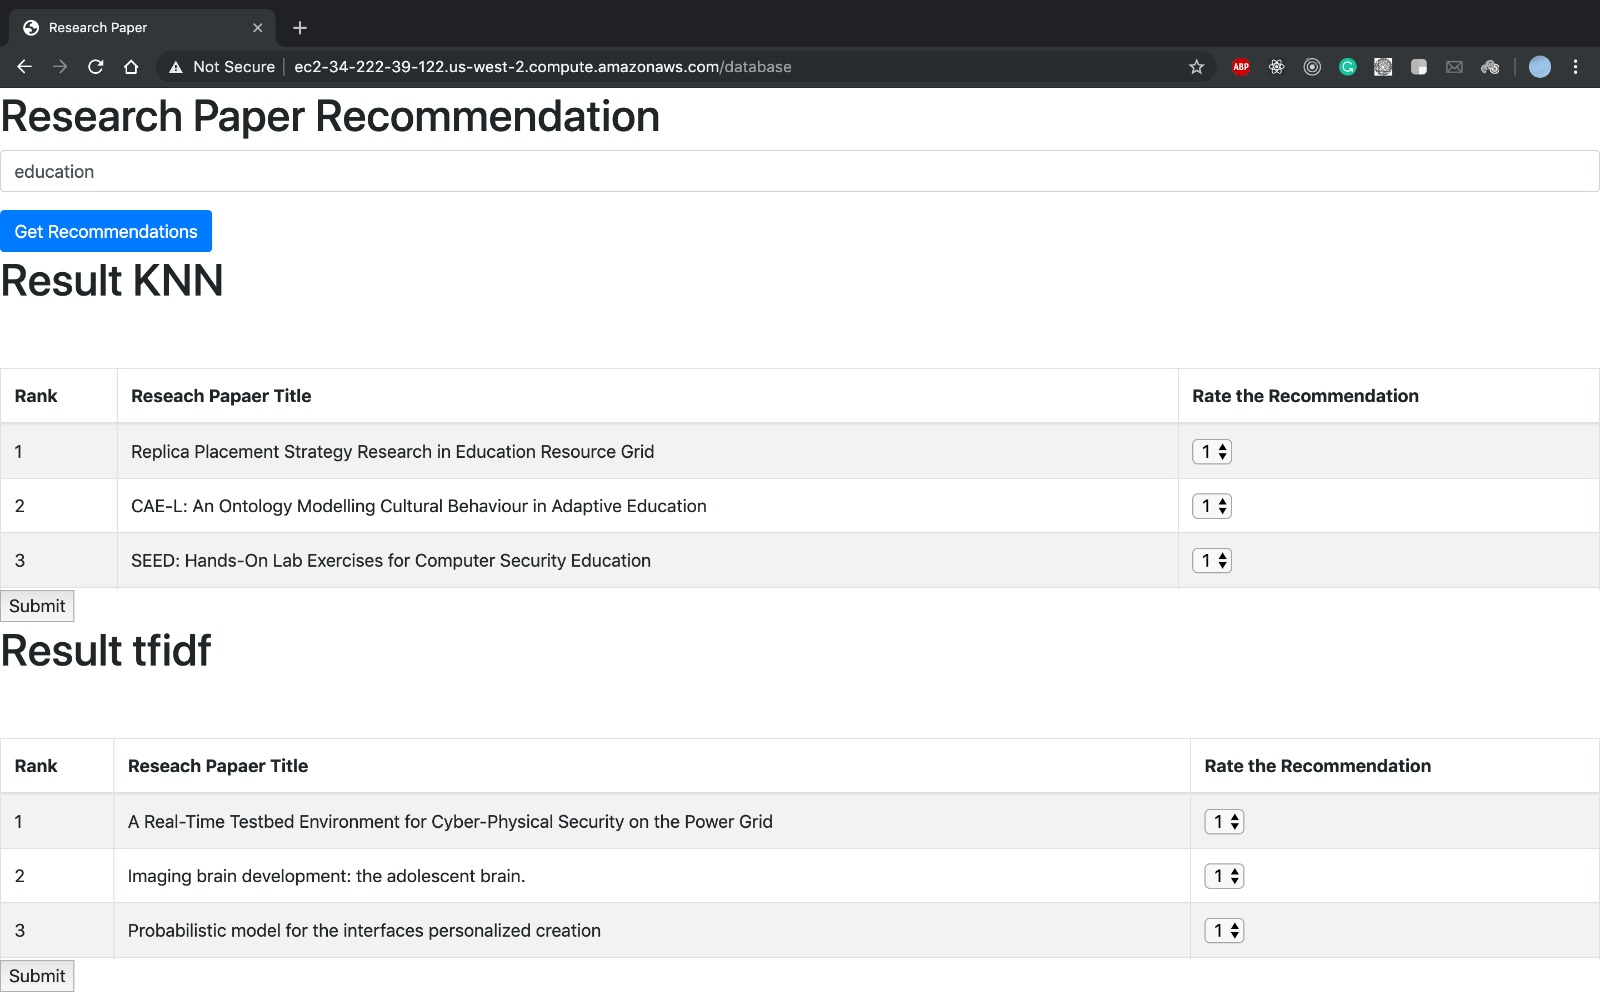 Research Paper
Not Secure ec2-34-222-39-122.us-west-2.compute.amazonaws.com/database ABP G
Research Paper Recommendation
education
Get Recommendations
Result KNN
Rank Reseach Papaer Title Rate the Recommendation
1 Replica Placement Strategy Research in Education Resource Grid 1
2 CAE-L: An Ontology Modelling Cultural Behaviour in Adaptive Education 1
3 SEED: Hands-On Lab Exercises for Computer Security Education 1
Submit
Result tfidf
Rank Reseach Papaer Title Rate the Recommendation
1 A Real-Time Testbed Environment for Cyber-Physical Security on the Power Grid 1
2 Imaging brain development: the adolescent brain. 1
3 Probabilistic model for the interfaces personalized creation 1
Submit